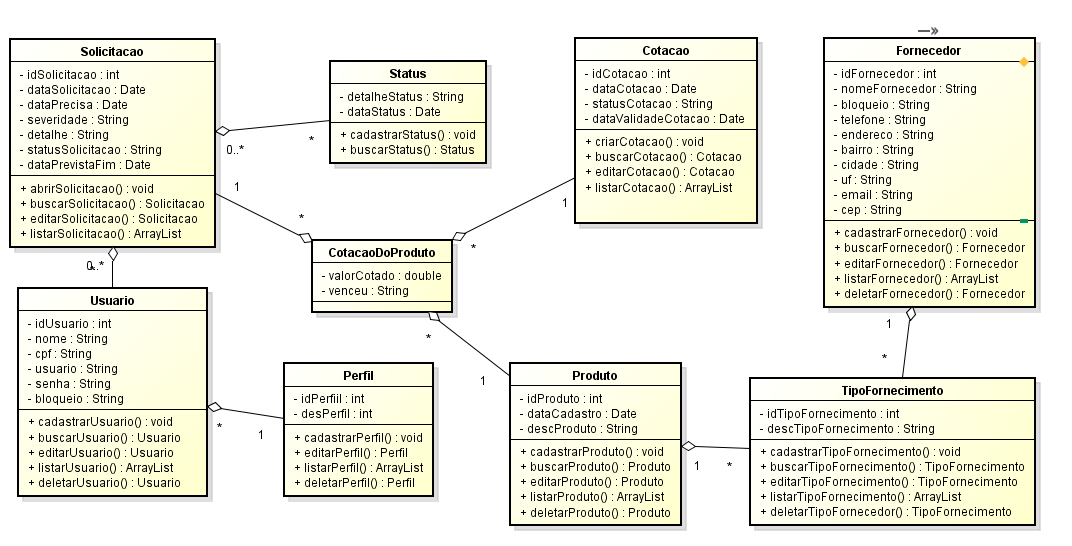 Solicitacao
- idSolicitacao : int
- dataSolicitacao : Date
- dataPrecisa : Date
- severidade : String
- detalhe : String
- statusSolicitacao : String
- dataPrevistaFim : Date
+ abrirSolicitacao() : void
+ buscarSolicitacao() : Solicitacao
+ editarSolicitacao() : Solicitacao
+ listarSolicitacao() : ArrayList
0..*
*
1
*
Status
- detalheStatus : String
- dataStatus : Date
+ cadastrarStatus() : void
+ buscarStatus() : Status
Cotacao
- idCotacao : int
- dataCotacao : Date
- statusCotacao : String
- dataValidadeCotacao : Date
+ criarCotacao() : void
+ buscarCotacao() : Cotacao
+ editarCotacao() : Cotacao
+ listarCotacao() : ArrayList
1
*
Fornecedor
- idFornecedor : int
- nomeFornecedor : String
- bloqueio : String
- telefone : String
- endereco : String
- bairro : String
- cidade : String
- uf : String
- email : String
- cep : String
+ cadastrarFornecedor() : void
+ buscarFornecedor() : Fornecedor
+ editarFornecedor() : Fornecedor
+ listarFornecedor() : ArrayList
+ deletarFornecedor() : Fornecedor
1
*
CotacaoDoProduto
- valorCotado : double
- venceu : String
*
1
0..*
Usuario
- idUsuario : int
- nome : String
- cpf : String
- usuario : String
- senha : String
- bloqueio : String
+ cadastrarUsuario() : void
+ buscarUsuario() : Usuario
+ editarUsuario() : Usuario
+ listarUsuario() : ArrayList
+ deletarUsuario() : Usuario
*
1
Perfil
- idPerfiil : int
- desPerfil : int
+ cadastrarPerfil() : void
+ editarPerfil() : Perfil
+ listarPerfil() : ArrayList
+ deletarPerfil() : Perfil
Produto
- idProduto : int
- dataCadastro : Date
- descProduto : String
+ cadastrarProduto() : void
+ buscarProduto() : Produto
+ editarProduto() : Produto
+ listarProduto() : ArrayList
+ deletarProduto() : Produto
1
*
TipoFornecimento
- idTipoFornecimento : int
- descTipoFornecimento : String
+ cadastrarTipoFornecimento() : void
+ buscarTipoFornecimento() : TipoFornecimento
+ editarTipoFornecimento() : TipoFornecimento
+ listarTipoFornecimento() : ArrayList
+ deletarTipoFornecedor() : TipoFornecimento